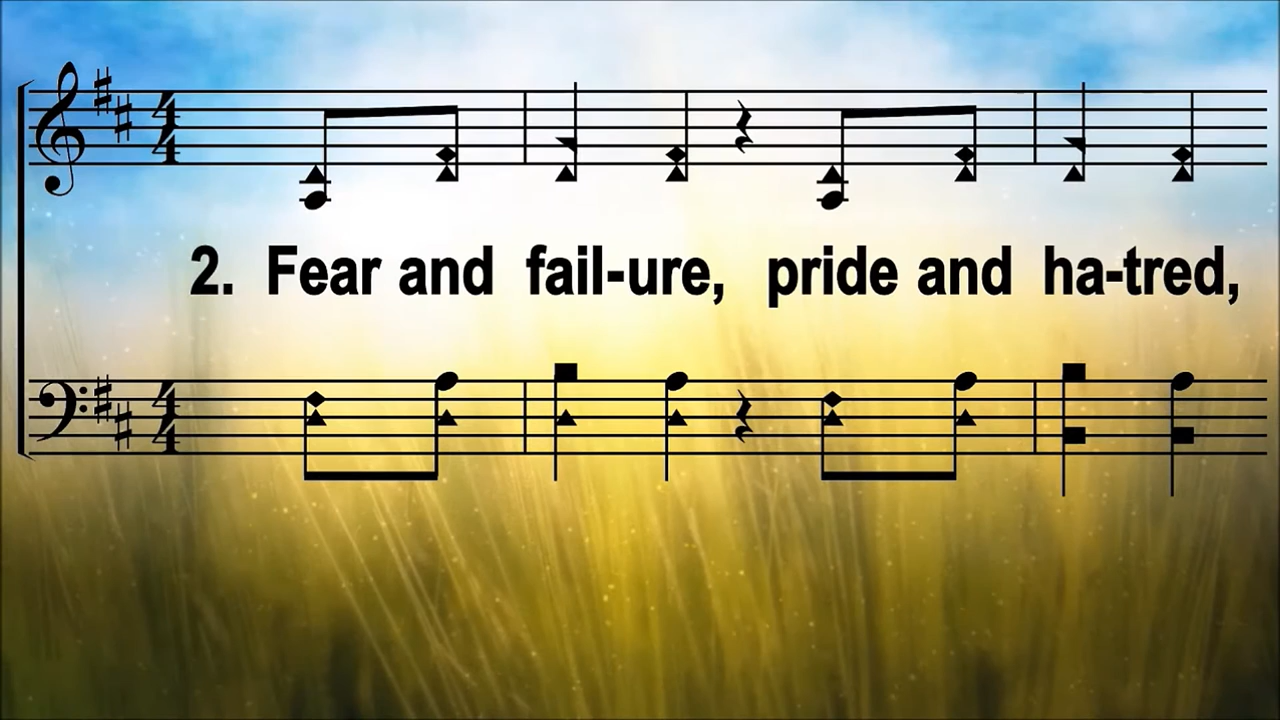 2. Fear and fail-ure, pride and ha-tred,